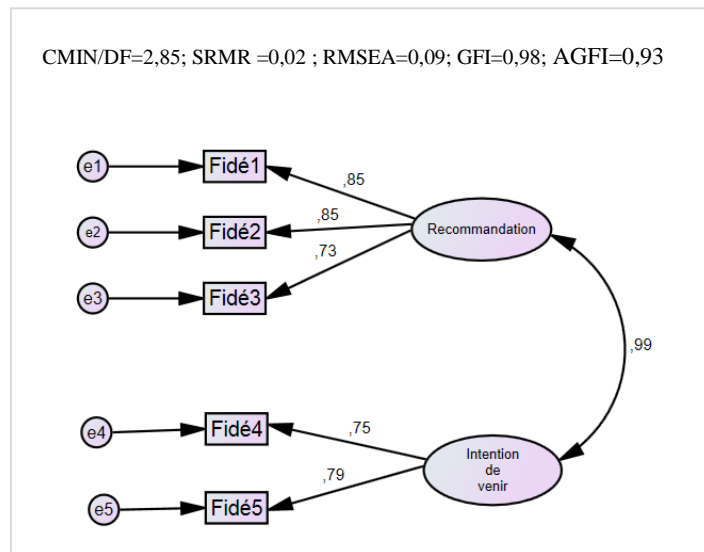 CMIN/DF=2,85; SRMR =0,02 ; RMSEA=0,09; GFI=0,98; AGFI=0,93
e1
Fidé1
,85
e2
Fidé2
,85
Recommandation
,73
e3
Fidé3
,99
e4
Fidé4
,75
Intention
de
venir
,79
e5
Fidé5